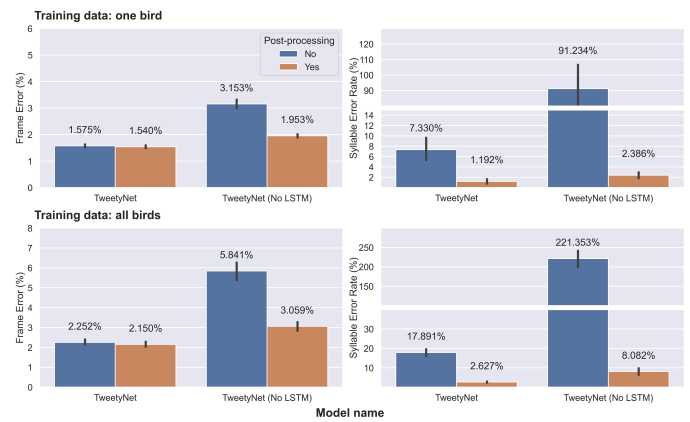 Training data: one bird
Frame Error (%)
6
5
4
3
2
1
0
Post-processing
No
Yes
1.575%
1.540%
3.153%
1.953%
TweetyNet
TweetyNet (No LSTM)
Syllable Error Rate (%)
120
110
100
90
14
12
10
8
6
4
2
7.330%
1.192%
91.234%
2.386%
TweetyNet
TweetyNet (No LSTM)
Training data: all birds
Frame Error (%)
8
7
6
5
4
3
2
1
0
2.252%
2.150%
5.841%
3.059%
TweetyNet
TweetyNet (No LSTM)
Syllable Error Rate (%)
250
200
150
30
20
10
17.891%
2.627%
221.353%
8.082%
TweetyNet
TweetyNet (No LSTM)
Model name